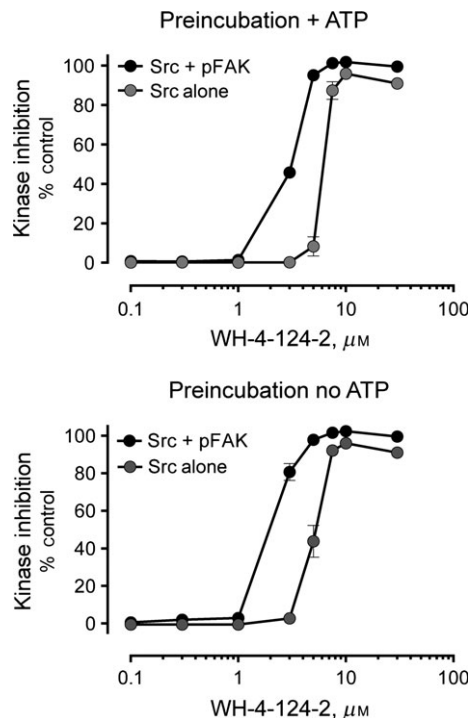 Preincubation + ATP
Kinase inhibition
% control
100
80
60
40
20
0
Src + pFAK
Src alone
0.1
1
10
100
WH-4-124-2, μM
Preincubation no ATP
Kinase inhibition
% control
100
80
60
40
20
0
Src + pFAK
Src alone
0.1
1
10
100
WH-4-124-2, μM